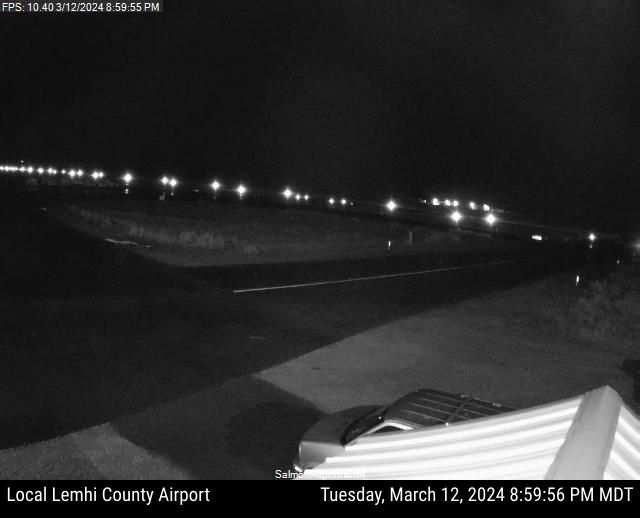 FPS: 10.40 3/12/2024 8:59:55 PM
Local Lemhi County Airport
Tuesday, March 12, 2024 8:59:56 PM MDT